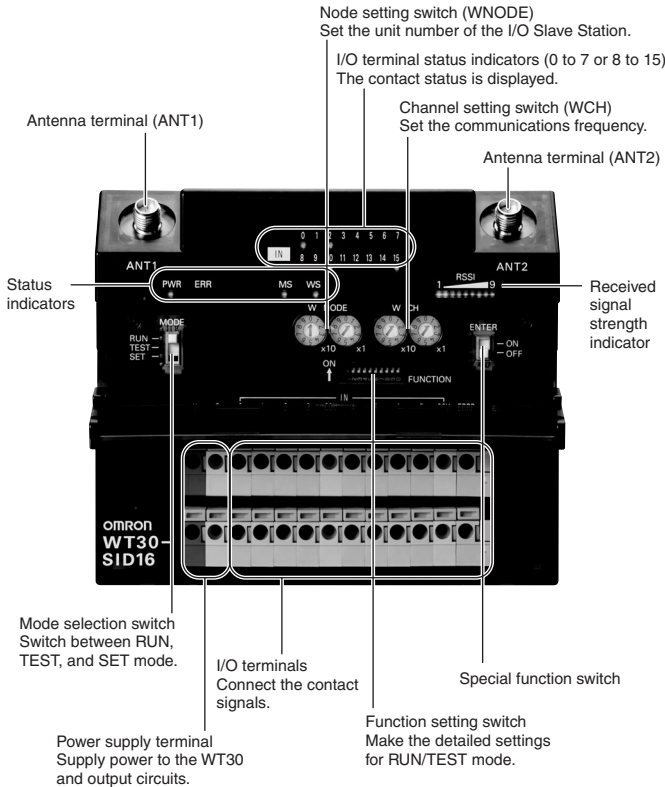 Node setting switch (WNODE)
Set the unit number of the I/O Slave Station.
I/O terminal status indicators (0 to 7 or 8 to 15)
The contact status is displayed.
Antenna terminal (ANT1)
Channel setting switch (WCH)
Set the communications frequency.
Antenna terminal (ANT2)
0 1 2 3 4 5 6 7
IN
8 9 10 11 12 13 14 15
ANT1
ANT2
Status
indicators
PWR ERR MS WS
RSSI
1 9
Received
signal
strength
indicator
MODE
RUN
TEST
SET
W NODE
W CH
x10 x1 x10 x1
ENTER
ON
OFF
ON
FUNCTION
IN
OMRON
WT30-
SID16
Mode selection switch
Switch between RUN,
TEST, and SET mode.
I/O terminals
Connect the contact
signals.
Special function switch
Function setting switch
Make the detailed settings
for RUN/TEST mode.
Power supply terminal
Supply power to the WT30
and output circuits.